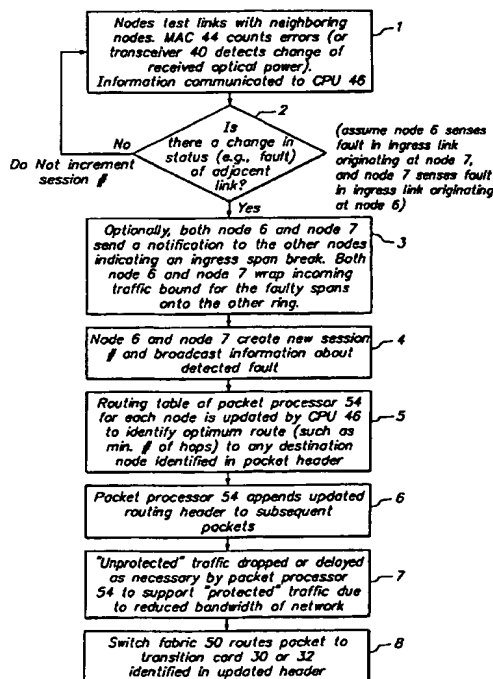 Nodes test links with neighboring
nodes. MAC 44 counts errors (or
transceiver 40 detects change of
received optical power).
Information communicated to CPU 46
1
2
Is
there a change in
status (e.g., fault)
of adjacent
link?
No
Do Not increment
session #
(assume node 6 senses
fault in ingress link
originating at node 7,
and node 7 senses fault
in ingress link originating
at node 6)
Yes
Optionally, both node 6 and node 7
send a notification to the other nodes
indicating an ingress span break. Both
node 6 and node 7 wrap incoming
traffic bound for the faulty spans
onto the other ring.
3
Node 6 and node 7 create new session
# and broadcast information about
detected fault
4
Routing table of packet processor 54
for each node is updated by CPU 46
to identify optimum route (such as
min. # of hops) to any destination
node identified in packet header
5
Packet processor 54 appends updated
routing header to subsequent
packets
6
"Unprotected" traffic dropped or delayed
as necessary by packet processor
54 to support "protected" traffic due
to reduced bandwidth of network
7
Switch fabric 50 routes packet to
transition card 30 or 32
identified in updated header
8